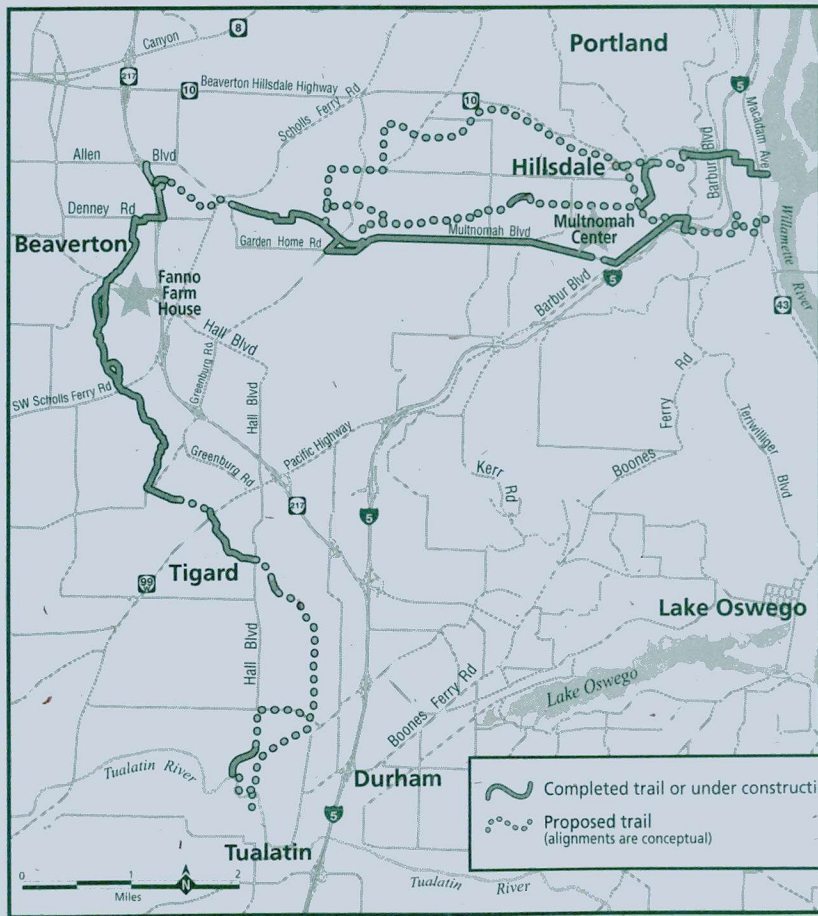 Canyon
8
Portland
217
10
Beaverton Hillsdale Highway
Scholls Ferry Rd
10
5
Macadam Ave
Allen Blvd
Hillsdale
Barbur Blvd
Denney Rd
Beaverton
Garden Home Rd
Multnomah Blvd
Multnomah
Center
Willamette
River
Fanno
Farm
House
5
Barbur Blvd
43
Hall Blvd
Greenburg Rd
SW Scholls Ferry Rd
Hall Blvd
Boones Ferry Rd
Teriwilliger Blvd
Pacific Highway
Greenburg Rd
Kerr Rd
217
5
Tigard
99
Lake Oswego
Hall Blvd
Lake Oswego
Boones Ferry Rd
Tualatin River
Durham
Completed trail or under constructi
Proposed trail
(alignments are conceptual)
5
Tualatin
0 1 2
N
Miles
Tualatin River